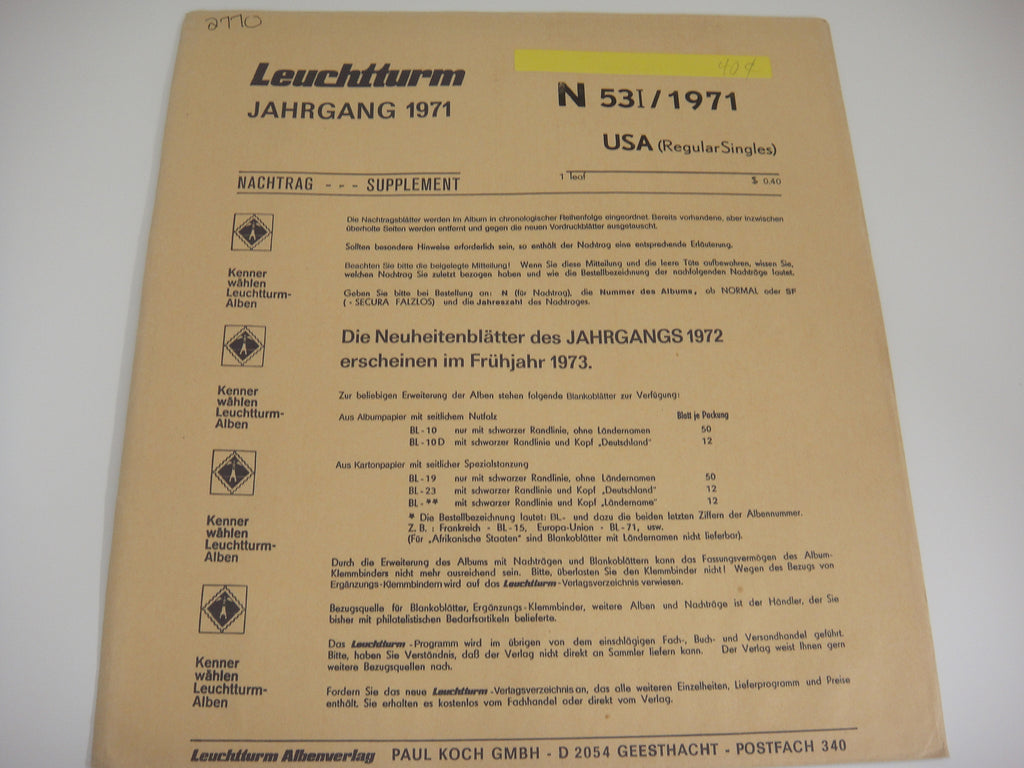 2770
Leuchtturm
JAHRGANG 1971
40¢
N 53I/1971
USA (Regular Singles)
NACHTRAG --- SUPPLEMENT
1 leaf $ 0,40
Die Nachtragsblätter werden im Album in chronologischer Reihenfolge eingeordnet. Bereits vorhandene, aber inzwischen
überholte Seiten werden entfernt und gegen die neuen Vordruckblätter ausgetauscht.
Sollten besondere Hinweise erforderlich sein, so enthält der Nachtrag eine entsprechende Erläuterung.
Beachten Sie bitte die beigelegte Mitteilung! Wenn Sie diese Mitteilung und die leere Tüte aufbewahren, wissen Sie,
welchen Nachtrag Sie zuletzt bezogen haben und wie die Bestellbezeichnung der nachfolgenden Nachträge lautet.
Geben Sie bitte bei Bestellung an: N (für Nachtrag), die Nummer des Albums, ob NORMAL oder SF
(- SECURA FALZLOS) und die Jahreszahl des Nachtrages.
Kenner
wählen
Leuchtturm-
Alben
Die Neuheitenblätter des JAHRGANGS 1972
erscheinen im Frühjahr 1973.
Kenner
wählen
Leuchtturm-
Alben
Zur beliebigen Erweiterung der Alben stehen folgende Blankoblätter zur Verfügung:
Aus Albumpapier mit seitlichem Nutfalz Blatt je Packung
BL-10 nur mit schwarzer Randlinie, ohne Ländernamen 50
BL-10D mit schwarzer Randlinie und Kopf „Deutschland" 12
Aus Kartonpapier mit seitlicher Spezialstanzung
BL-19 nur mit schwarzer Randlinie, ohne Ländernamen 50
BL-23 mit schwarzer Randlinie und Kopf „Deutschland" 12
BL-** mit schwarzer Randlinie und Kopf „Ländername" 12
* Die Bestellbezeichnung lautet: BL- und dazu die beiden letzten Ziffern der Albennummer.
Z. B. : Frankreich - BL-15, Europa-Union - BL-71, usw.
(Für „Afrikanische Staaten" sind Blankoblätter mit Ländernamen nicht lieferbar).
Kenner
wählen
Leuchtturm-
Alben
Durch die Erweiterung des Albums mit Nachträgen und Blankoblättern kann das Fassungsvermögen des Album-
Klemmbinders nicht mehr ausreichend sein. Bitte, überlasten Sie den Klemmbinder nicht! Wegen des Bezugs von
Ergänzungs-Klemmbindern wird auf das Leuchtturm-Vorlagsverzeichnis verwiesen.
Bezugsquelle für Blankoblätter, Ergänzungs-Klemmbinder, weitere Alben und Nachträge ist der Händler, der Sie
bisher mit philatelistischen Bedarfsartikeln belieferte.
Das Leuchtturm-Programm wird im übrigen von dem einschlägigen Fach-, Buch- und Versandhandel geführt.
Bitte, haben Sie Verständnis, daß der Verlag nicht direkt an Sammler liefern kann. Der Verlag weist Ihnen gern
weitere Bezugsquellen nach.
Kenner
wählen
Leuchtturm-
Alben
Fordern Sie das neue Leuchtturm-Verlagsverzeichnis an, das alle weiteren Einzelheiten, Lieferprogramm und Preise
enthält. Sie erhalten es kostenlos vom Fachhandel oder direkt vom Verlag.
Leuchtturm Albenverlag PAUL KOCH GMBH - D 2054 GEESTHACHT - POSTFACH 340